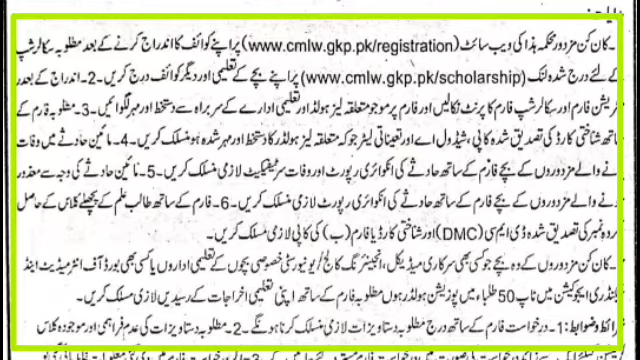 ۔ کان کن مزدور محکمہ ہذا کی ویب سائٹ (www.cmlw.gkp.pk/registration) پر اپنے کوائف کا اندراج کرنے کے بعد مطلوبہ سکالرشپ
کے لئے درج شدہ لنک (www.cmlw.gkp.pk/scholarship) پر اپنے بچے کے تعلیمی اور دیگر کوائف درج کریں ۔2۔ اندراج کے بعد
ٹریشن فارم اور سکالرشپ فارم کا پرنٹ نکالیں اور فارم پر موجود متعلقہ لیز ہولڈر اور تعلیمی ادارے کے سربراہ سے دستخط اور مہر لگوائیں ۔3۔ مطلوبہ فارم کے
ساتھ شناختی کارڈ کی تصدیق شدہ کاپی، شیڈول اے اور تعیناتی لیٹر جو کہ متعلقہ لیز ہولڈر کا دستخط اور مہر شدہ ہو منسلک کریں ۔4۔ مائین حادثے میں وفات
نے والے مزدوروں کے بچے فارم کے ساتھ حادثے کی انکوائری رپورٹ اور وفات سرٹیفکیٹ لازمی منسلک کریں ۔5۔ مائین حادثے کی وجہ سے معذور
نے والے مزدوروں کے بچے فارم کے ساتھ حادثے کی انکوائری رپورٹ لازمی منسلک کریں ۔6۔ فارم کے ساتھ طالب علم کے پچھلے کلاس کے حاصل
کردہ نمبر کی تصدیق شدہ ڈی ایم سی (DMC) اور شناختی کارڈ یا فارم (ب) کی کاپی لازمی منسلک کریں ۔
۔ کان کن مزدوروں کے وہ بچے جو کسی بھی سرکاری میڈیکل، انجینئرنگ کالج / یونیورسٹی خصوصی بچوں کے تعلیمی اداروں یا کسی بھی بورڈ آف انٹرمیڈیٹ اینڈ
سیکنڈری ایجوکیشن میں ٹاپ 50 طلباء میں پوزیشن ہولڈر ہوں مطلوبہ فارم کے ساتھ اپنی تعلیمی اخراجات کے رسیدیں لازمی منسلک کریں ۔
شرائط و ضوابط: 1۔ درخواست فارم کے ساتھ درج مطلوبہ دستاویزات لازمی منسلک کرنا ہونگے ۔2۔ مطلوبہ دستاویزات کی عدم فراہمی اور موجودہ کلاس